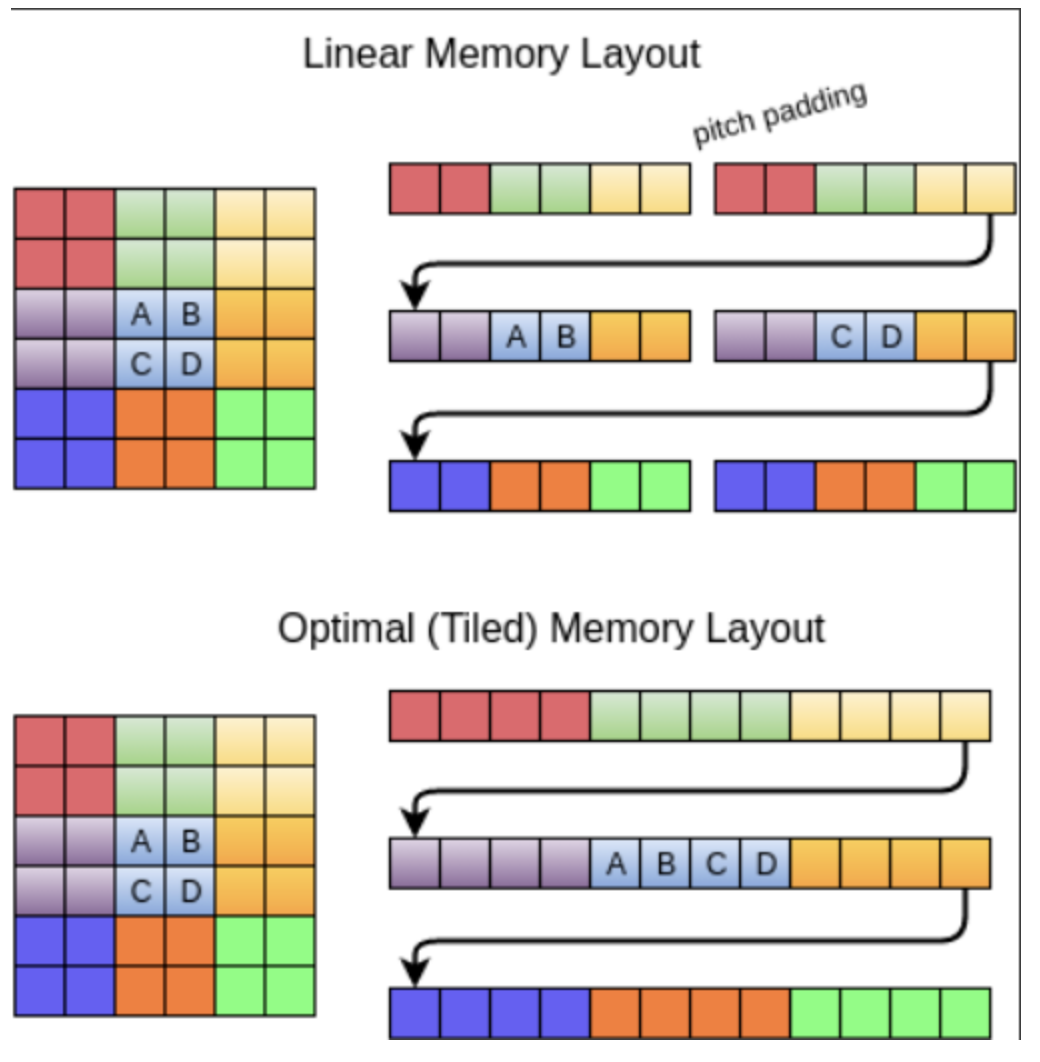 Linear Memory Layout
pitch padding
A B
C D
A B
C D
Optimal (Tiled) Memory Layout
A B
C D
A B C D